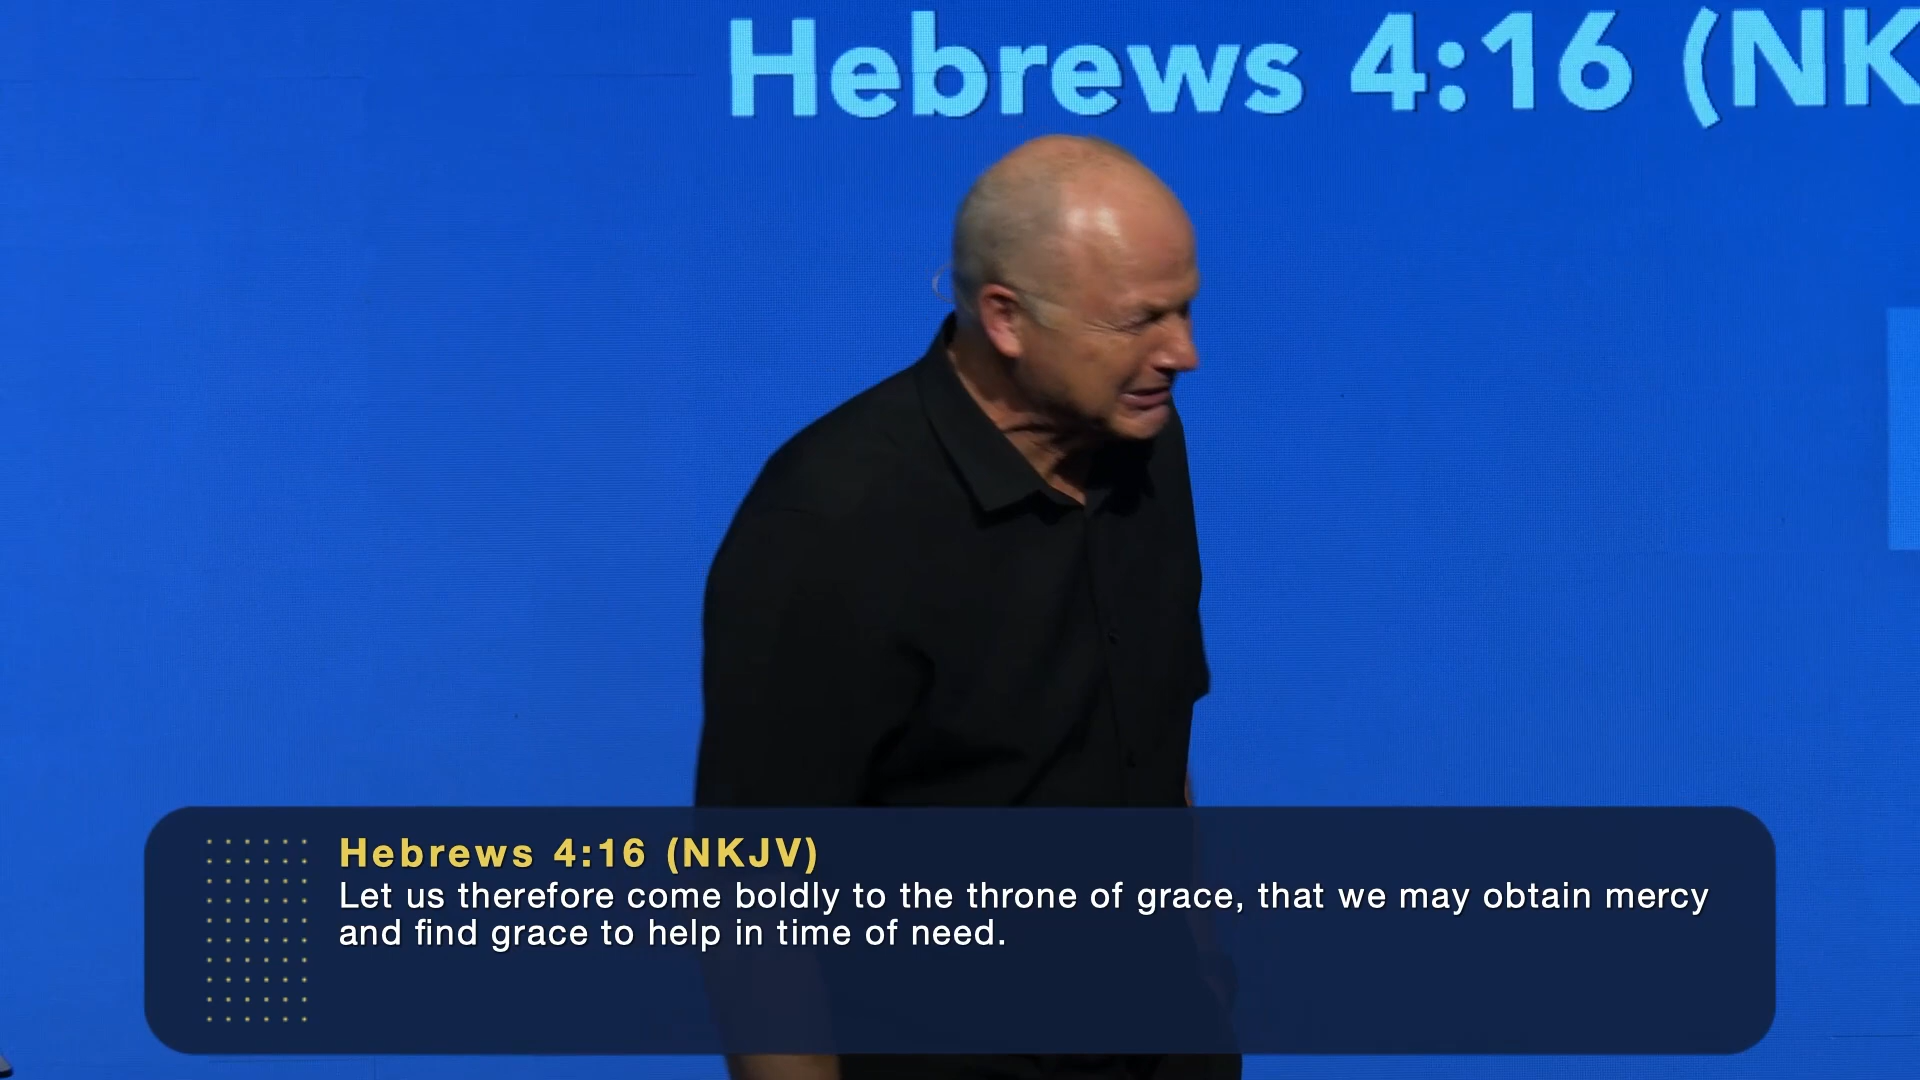 Hebrews 4:16 (NK
Hebrews 4:16 (NKJV)
Let us therefore come boldly to the throne of grace, that we may obtain mercy
and find grace to help in time of need.